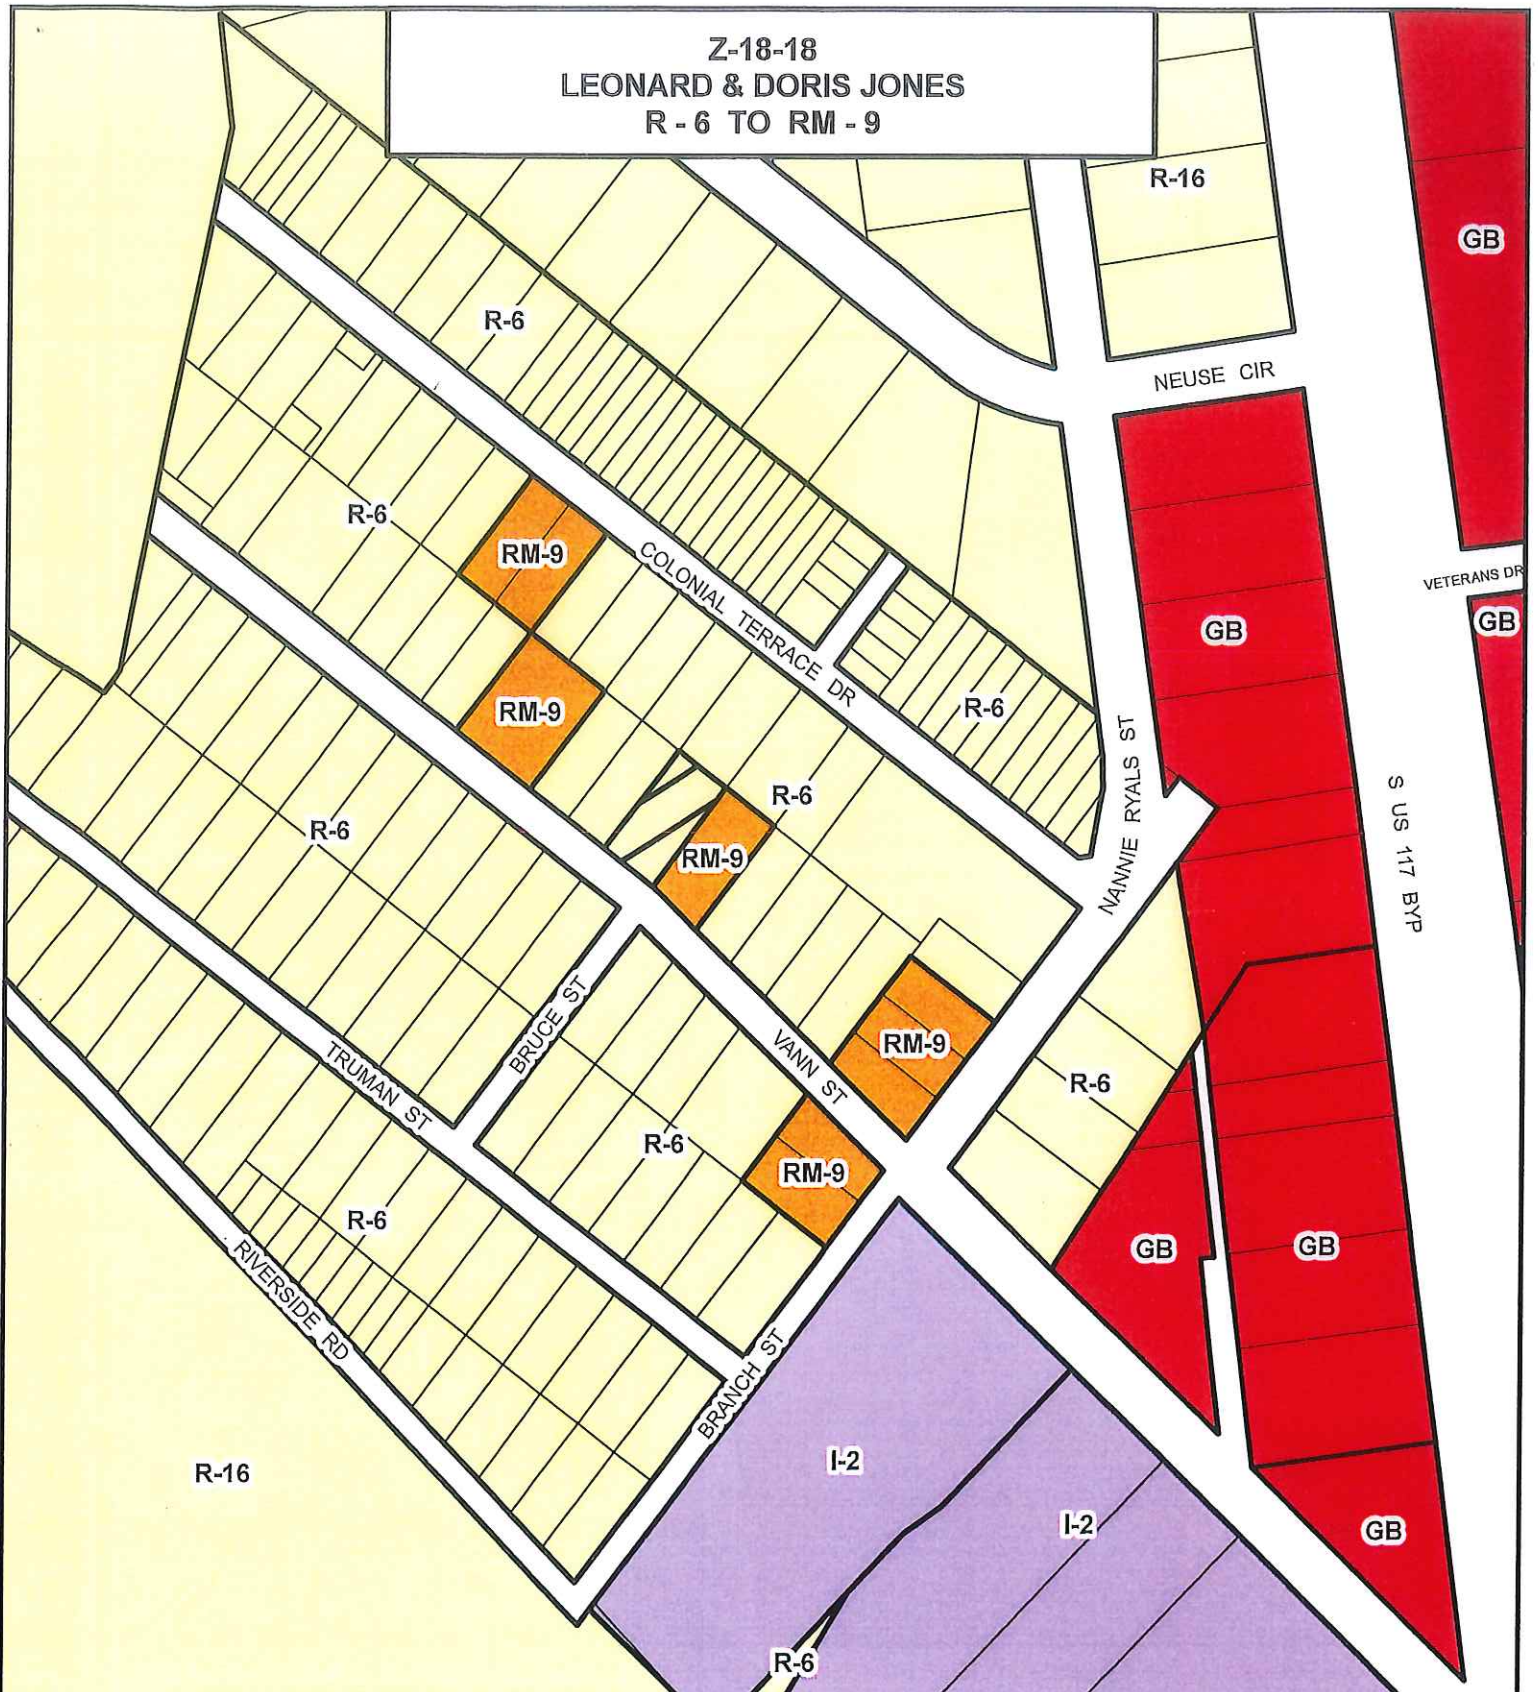 Z-18-18
LEONARD & DORIS JONES
R - 6 TO RM - 9
R-16
GB
R-6
NEUSE CIR
R-6
RM-9
COLONIAL TERRACE DR
VETERANS DR
GB
GB
RM-9
R-6
NANNIE RYALS ST
R-6
R-6
S US 117 BYP
RM-9
BRUCE ST
VANN ST
RM-9
TRUMAN ST
R-6
R-6
RM-9
R-6
RIVERSIDE RD
GB
GB
BRANCH ST
R-16
I-2
I-2
GB
R-6